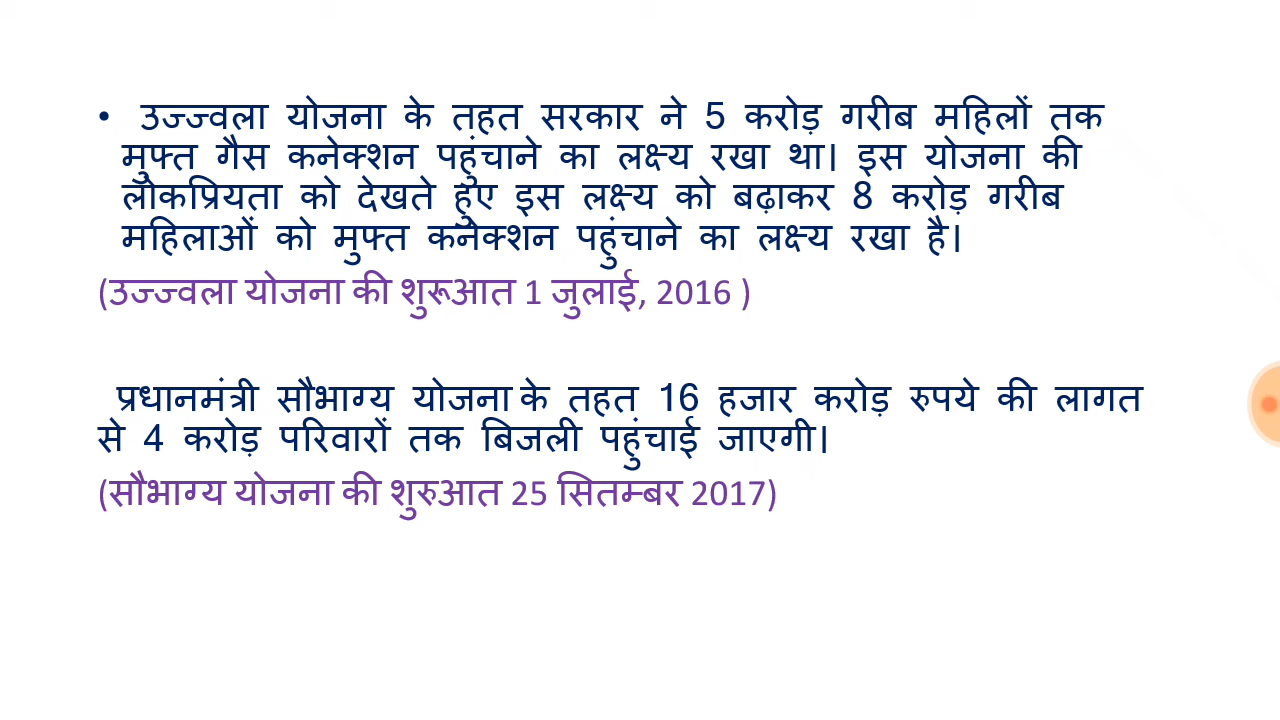 • उज्ज्वला योजना के तहत सरकार ने 5 करोड़ गरीब महिलों तक
मुफ्त गैस कनेक्शन पहुंचाने का लक्ष्य रखा था। इस योजना की
लोकप्रियता को देखते हुए इस लक्ष्य को बढ़ाकर 8 करोड़ गरीब
महिलाओं को मुफ्त कनेक्शन पहुंचाने का लक्ष्य रखा है।
(उज्ज्वला योजना की शुरूआत 1 जुलाई, 2016 )
प्रधानमंत्री सौभाग्य योजना के तहत 16 हजार करोड़ रुपये की लागत
से 4 करोड़ परिवारों तक बिजली पहुंचाई जाएगी।
(सौभाग्य योजना की शुरुआत 25 सितम्बर 2017)